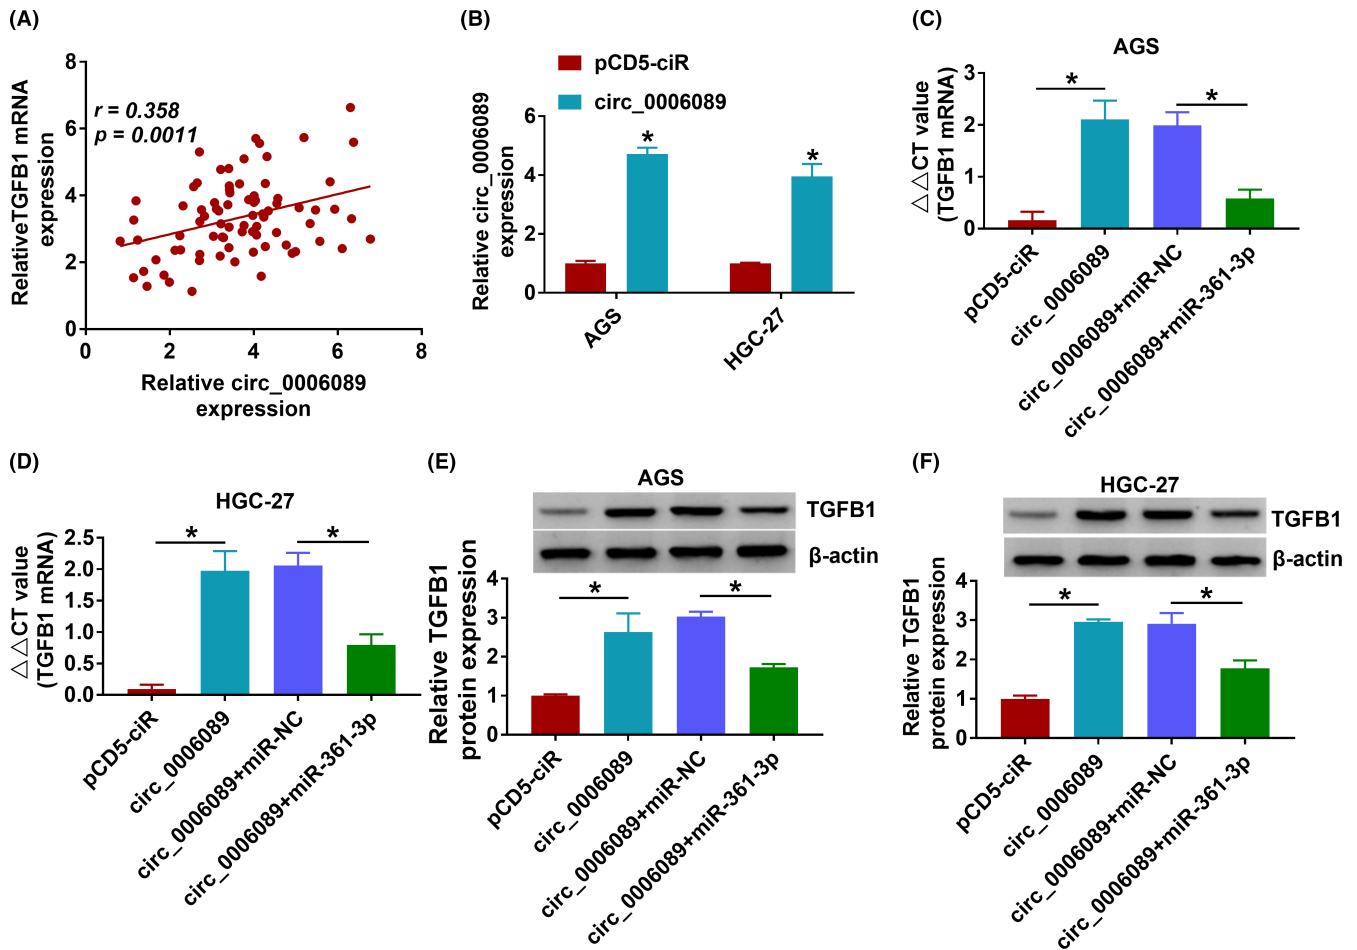 (A)
8
6
4
2
0
RelativeTGFB1 mRNA
expression
r = 0.358
p = 0.0011
0 2 4 6 8
Relative circ_0006089
expression
(B)
pCD5-ciR
circ_0006089
Relative circ_0006089
expression
6
4
2
0
*
*
AGS
HGC-27
(C)
AGS
△△CT value
(TGFB1 mRNA)
3
2
1
0
*
*
pCD5-ciR
circ_0006089
circ_0006089+miR-NC
circ_0006089+miR-361-3p
(D)
HGC-27
△△CT value
(TGFB1 mRNA)
2.5
2.0
1.5
1.0
0.5
0.0
*
*
pCD5-ciR
circ_0006089
circ_0006089+miR-NC
circ_0006089+miR-361-3p
(E)
AGS
TGFB1
β-actin
Relative TGFB1
protein expression
4
3
2
1
0
*
*
pCD5-ciR
circ_0006089
circ_0006089+miR-NC
circ_0006089+miR-361-3p
(F)
HGC-27
TGFB1
β-actin
Relative TGFB1
protein expression
4
3
2
1
0
*
*
pCD5-ciR
circ_0006089
circ_0006089+miR-NC
circ_0006089+miR-361-3p